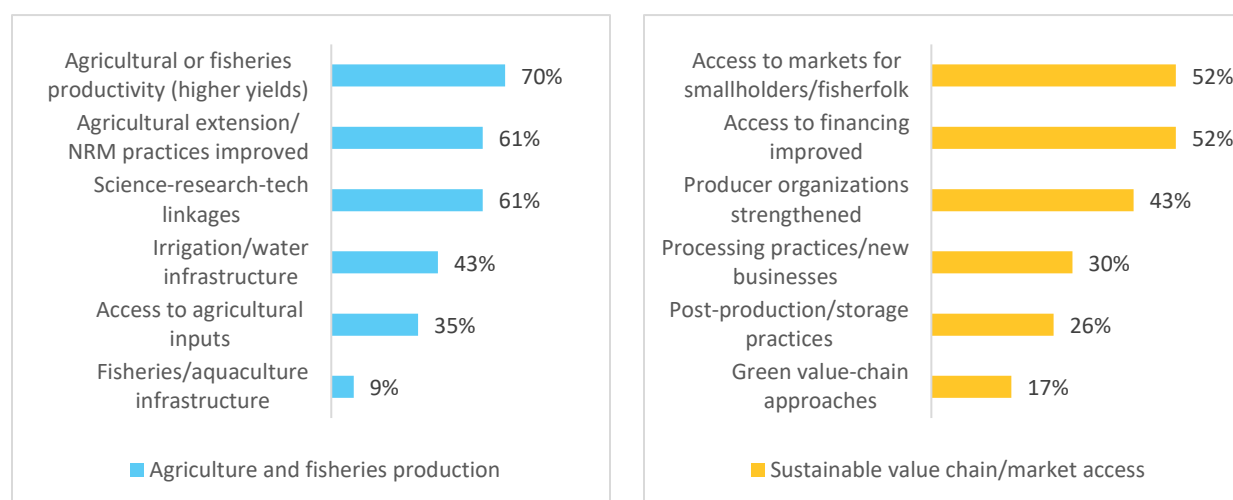 Agricultural or fisheries
productivity (higher yields)
70%
Agricultural extension/
NRM practices improved
61%
Science-research-tech
linkages
61%
Irrigation/water
infrastructure
43%
Access to agricultural
inputs
35%
Fisheries/aquaculture
infrastructure
9%
Agriculture and fisheries production
Access to markets for
smallholders/fisherfolk
52%
Access to financing
improved
52%
Producer organizations
strengthened
43%
Processing practices/new
businesses
30%
Post-production/storage
practices
26%
Green value-chain
approaches
17%
Sustainable value chain/market access